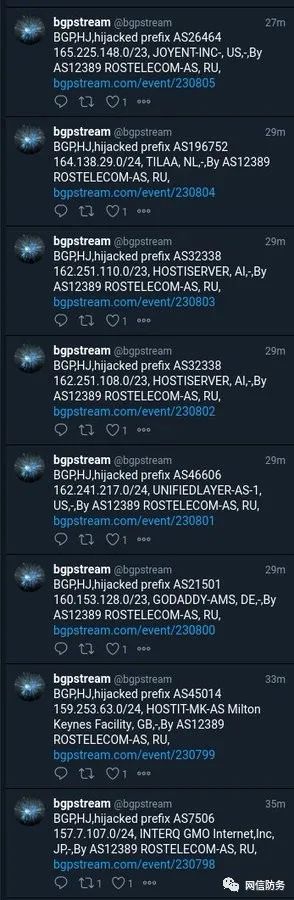 bgpstream @bgpstream 27m
BGP,HJ,hijacked prefix AS26464
165.225.148.0/23, JOYENT-INC-, US,-,By
AS12389 ROSTELECOM-AS, RU,
bgpstream.com/event/230805
1
bgpstream @bgpstream 29m
BGP,HJ,hijacked prefix AS196752
164.138.29.0/24, TILAA, NL,-,By AS12389
ROSTELECOM-AS, RU,
bgpstream.com/event/230804
1
bgpstream @bgpstream 29m
BGP,HJ,hijacked prefix AS32338
162.251.110.0/23, HOSTISERVER, AI,-,By
AS12389 ROSTELECOM-AS, RU,
bgpstream.com/event/230803
1
bgpstream @bgpstream 29m
BGP,HJ,hijacked prefix AS32338
162.251.108.0/23, HOSTISERVER, AI,-,By
AS12389 ROSTELECOM-AS, RU,
bgpstream.com/event/230802
1
bgpstream @bgpstream 29m
BGP,HJ,hijacked prefix AS46606
162.241.217.0/24, UNIFIEDLAYER-AS-1,
US,-,By AS12389 ROSTELECOM-AS, RU,
bgpstream.com/event/230801
1
bgpstream @bgpstream 29m
BGP,HJ,hijacked prefix AS21501
160.153.128.0/23, GODADDY-AMS, DE,-,By
AS12389 ROSTELECOM-AS, RU,
bgpstream.com/event/230800
1
bgpstream @bgpstream 33m
BGP,HJ,hijacked prefix AS45014
159.253.63.0/24, HOSTIT-MK-AS Milton
Keynes Facility, GB,-,By AS12389
ROSTELECOM-AS, RU,
bgpstream.com/event/230799
1
bgpstream @bgpstream 35m
BGP,HJ,hijacked prefix AS7506
157.7.107.0/24, INTERQ GMO Internet,Inc,
JP,-,By AS12389 ROSTELECOM-AS, RU,
bgpstream.com/event/230798
1 1
网信防务